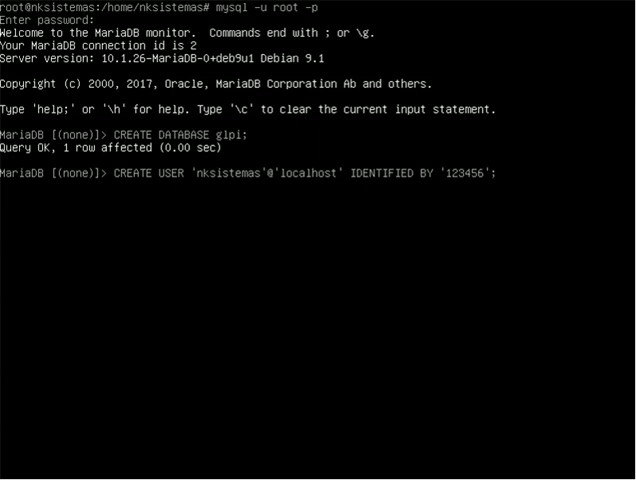 root@nksistemas:/home/nksistemas# mysql -u root -p
Enter password:
Welcome to the MariaDB monitor.  Commands end with ; or \g.
Your MariaDB connection id is 2
Server version: 10.1.26-MariaDB-0+deb9u1 Debian 9.1
Copyright (c) 2000, 2017, Oracle, MariaDB Corporation Ab and others.
Type 'help;' or '\h' for help. Type '\c' to clear the current input statement.
MariaDB [(none)]> CREATE DATABASE glpi;
Query OK, 1 row affected (0.00 sec)
MariaDB [(none)]> CREATE USER 'nksistemas'@'localhost' IDENTIFIED BY '123456';